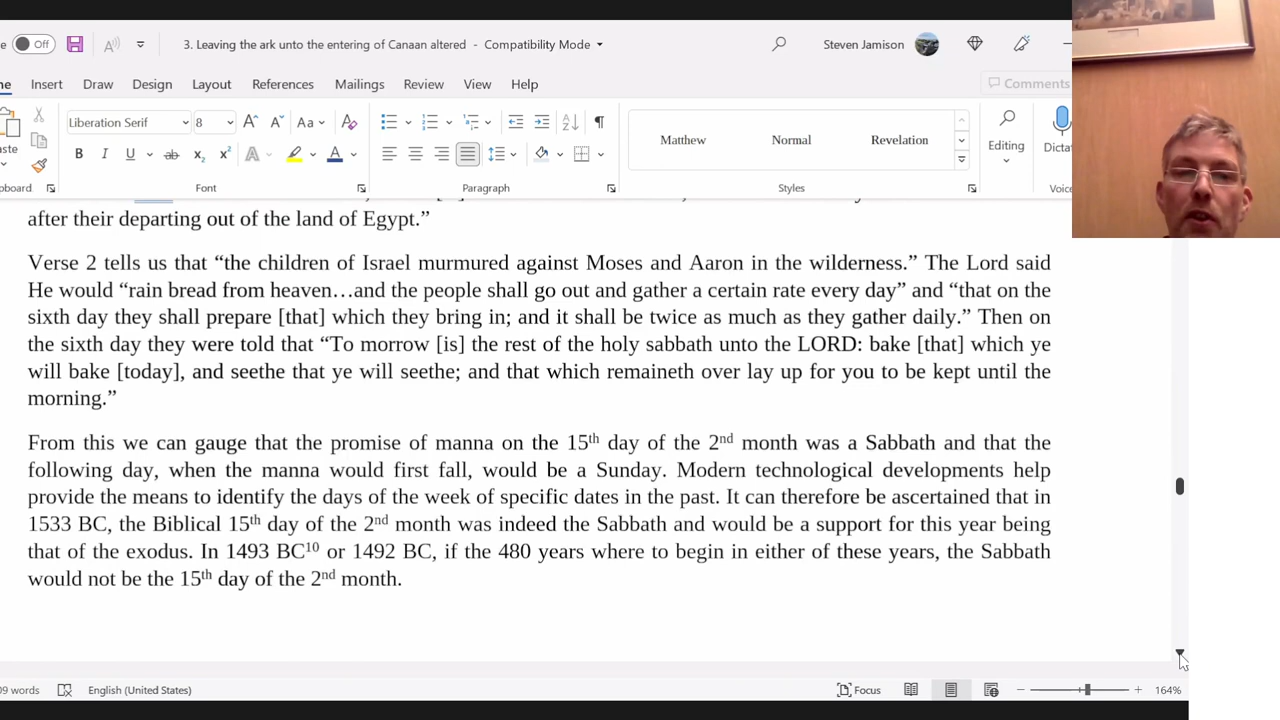 Off
3. Leaving the ark unto the entering of Canaan altered - Compatibility Mode
Steven Jamison
Insert Draw Design Layout References Mailings Review View Help
Comments
Liberation Serif 8
Matthew Normal Revelation
Editing
Font Paragraph Styles
after their departing out of the land of Egypt.”
Verse 2 tells us that “the children of Israel murmured against Moses and Aaron in the wilderness.” The Lord said
He would “rain bread from heaven…and the people shall go out and gather a certain rate every day” and “that on the
sixth day they shall prepare [that] which they bring in; and it shall be twice as much as they gather daily.” Then on
the sixth day they were told that “To morrow [is] the rest of the holy sabbath unto the LORD: bake [that] which ye
will bake [today], and seethe that ye will seethe; and that which remaineth over lay up for you to be kept until the
morning.”
From this we can gauge that the promise of manna on the 15th day of the 2nd month was a Sabbath and that the
following day, when the manna would first fall, would be a Sunday. Modern technological developments help
provide the means to identify the days of the week of specific dates in the past. It can therefore be ascertained that in
1533 BC, the Biblical 15th day of the 2nd month was indeed the Sabbath and would be a support for this year being
that of the exodus. In 1493 BC10 or 1492 BC, if the 480 years where to begin in either of these years, the Sabbath
would not be the 15th day of the 2nd month.
words English (United States) Focus 164%